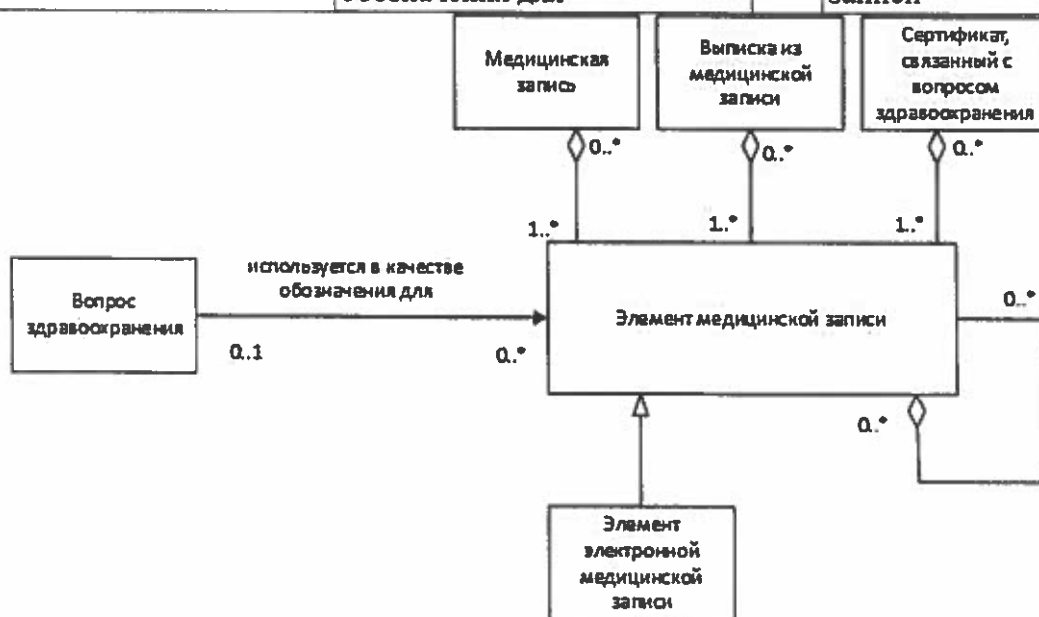 Медицинская
запись
Выписка из
медицинской
записи
Сертификат,
связанный с
вопросом
здравоохранения
0..*
0..*
0..*
1..*
1..*
1..*
используется в качестве
обозначения для
Вопрос
здравоохранения
0..1
0..*
Элемент медицинской записи
0..*
0..*
Элемент
электронной
медицинской
записи